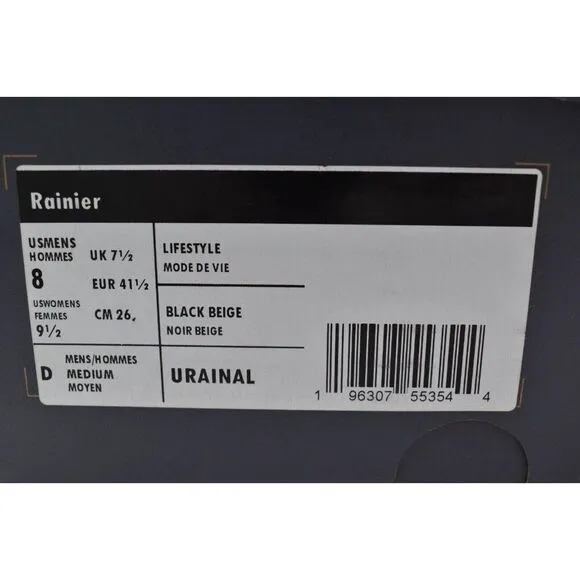 Rainier
USMENS
HOMMES
8
UK 7½
EUR 41½
USWOMENS
FEMMES
9½
CM 26
LIFESTYLE
MODE DE VIE
BLACK BEIGE
NOIR BEIGE
D
MENS/HOMMES
MEDIUM
MOYEN
URAINAL
1 96307 55354 4